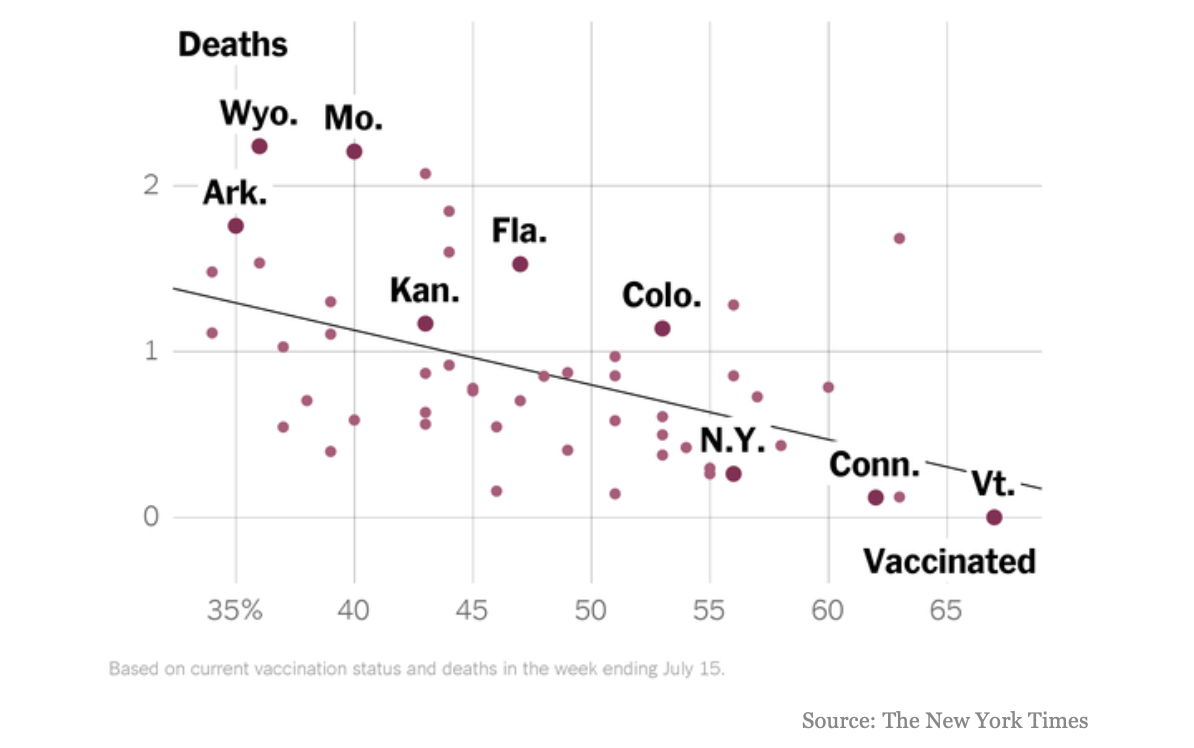 Deaths
Wyo. Mo.
2
Ark.
Fla.
Kan.
Colo.
1
N.Y.
Conn.
Vt.
0
Vaccinated
35% 40 45 50 55 60 65
Based on current vaccination status and deaths in the week ending July 15.
Source: The New York Times